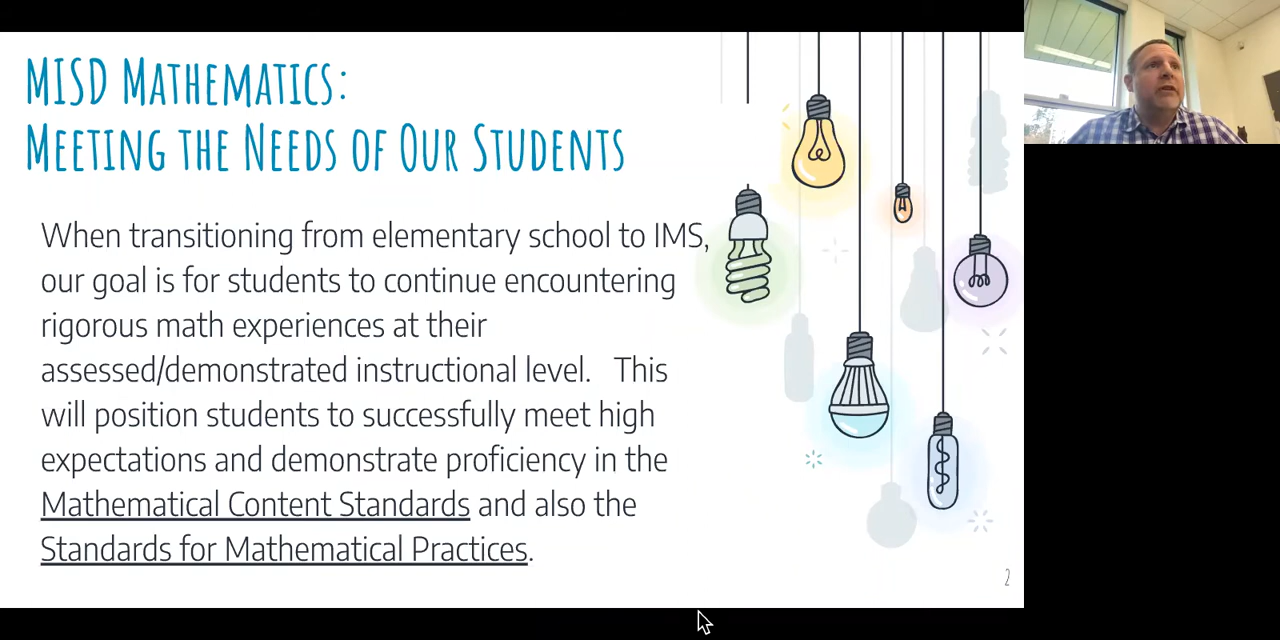 MISD Mathematics:
Meeting the Needs of Our Students
When transitioning from elementary school to IMS,
our goal is for students to continue encountering
rigorous math experiences at their
assessed/demonstrated instructional level.   This
will position students to successfully meet high
expectations and demonstrate proficiency in the
Mathematical Content Standards and also the
Standards for Mathematical Practices.
2